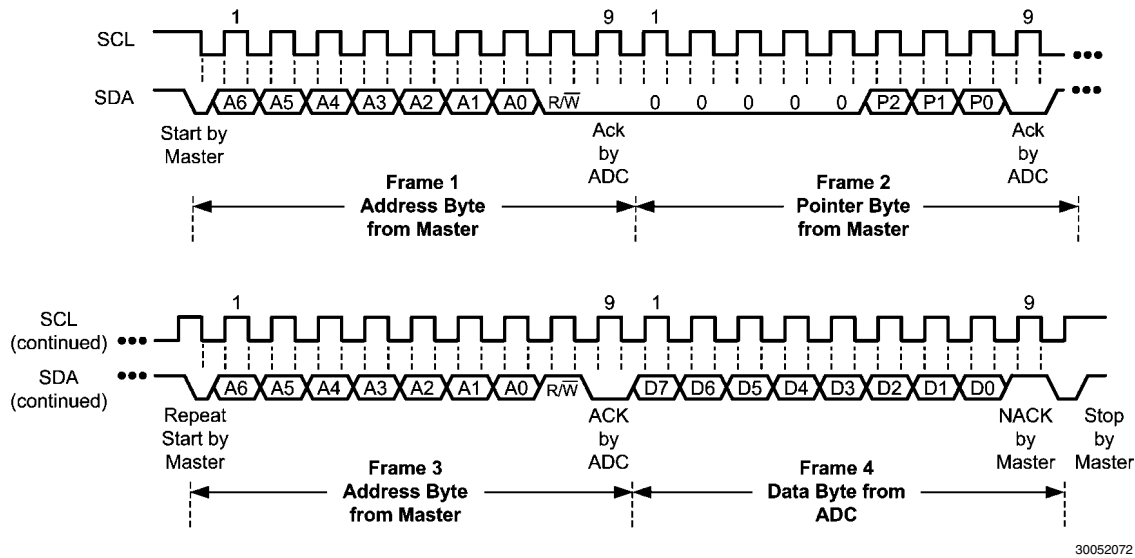 1 9 1 9
SCL
SDA A6 A5 A4 A3 A2 A1 A0 R/W̅ 0 0 0 0 0 P2 P1 P0
Start by
Master
Ack
by
ADC
Ack
by
ADC
Frame 1
Address Byte
from Master
Frame 2
Pointer Byte
from Master
1 9 1 9
SCL
(continued)
SDA
(continued)
A6 A5 A4 A3 A2 A1 A0 R/W̅ D7 D6 D5 D4 D3 D2 D1 D0
Repeat
Start by
Master
ACK
by
ADC
NACK
by
Master
Stop
by
Master
Frame 3
Address Byte
from Master
Frame 4
Data Byte from
ADC
30052072